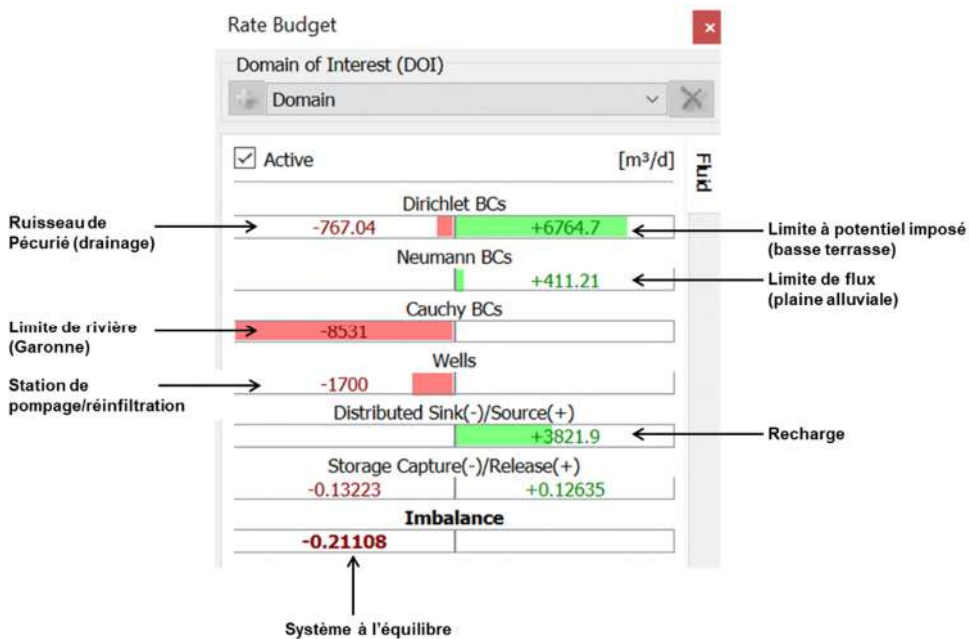 Rate Budget
Domain of Interest (DOI)
Domain
Active
[m³/d]
Fluid
Dirichlet BCs
Ruisseau de
Pécurié (drainage)
-767.04
+6764.7
Limite à potentiel imposé
(basse terrasse)
Neumann BCs
+411.21
Limite de flux
(plaine alluviale)
Cauchy BCs
Limite de rivière
(Garonne)
-8531
Wells
Station de
pompage/réinfiltration
-1700
Distributed Sink(-)/Source(+)
+3821.9
Recharge
Storage Capture(-)/Release(+)
-0.13223
+0.12635
Imbalance
-0.21108
Système à l'équilibre